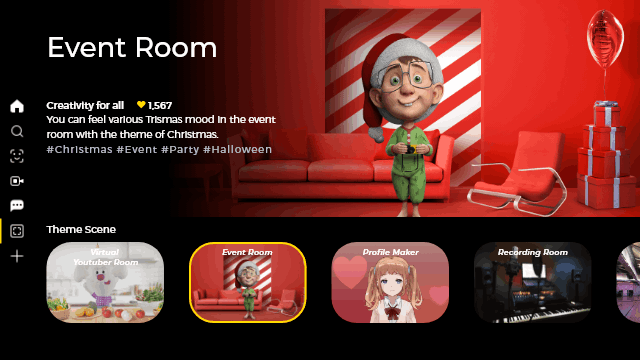 Event Room
Creativity for all 1,567
You can feel various Trismas mood in the event
room with the theme of Christmas.
#Christmas #Event #Party #Halloween
Theme Scene
Virtual
Youtuber Room
Event Room
Profile Maker
Recording Room